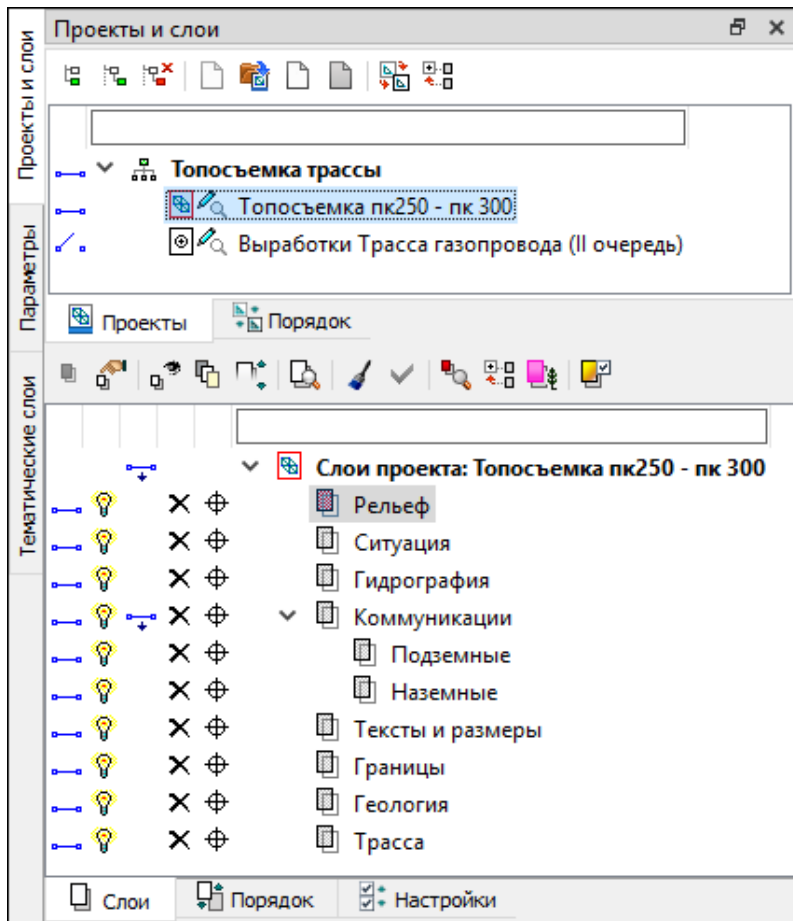 Проекты и слои
Проекты и слои
Параметры
Тематические слои
Топосъемка трассы
Топосъемка пк250 - пк 300
Выработки Трасса газопровода (II очередь)
Проекты
Порядок
Слои проекта: Топосъемка пк250 - пк 300
Рельеф
Ситуация
Гидрография
Коммуникации
Подземные
Наземные
Тексты и размеры
Границы
Геология
Трасса
Слои
Порядок
Настройки